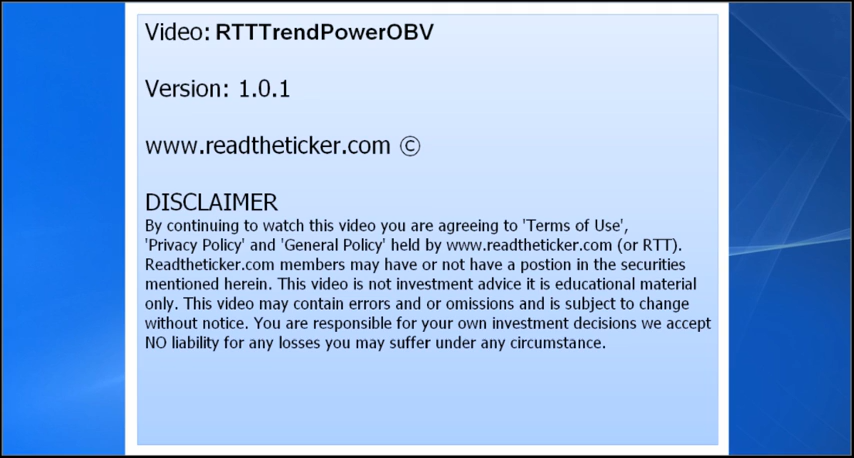 Video: RTTTrendPowerOBV
Version: 1.0.1
www.readtheticker.com ©
DISCLAIMER
By continuing to watch this video you are agreeing to 'Terms of Use',
'Privacy Policy' and 'General Policy' held by www.readtheticker.com (or RTT).
Readtheticker.com members may have or not have a postion in the securities
mentioned herein. This video is not investment advice it is educational material
only. This video may contain errors and or omissions and is subject to change
without notice. You are responsible for your own investment decisions we accept
NO liability for any losses you may suffer under any circumstance.